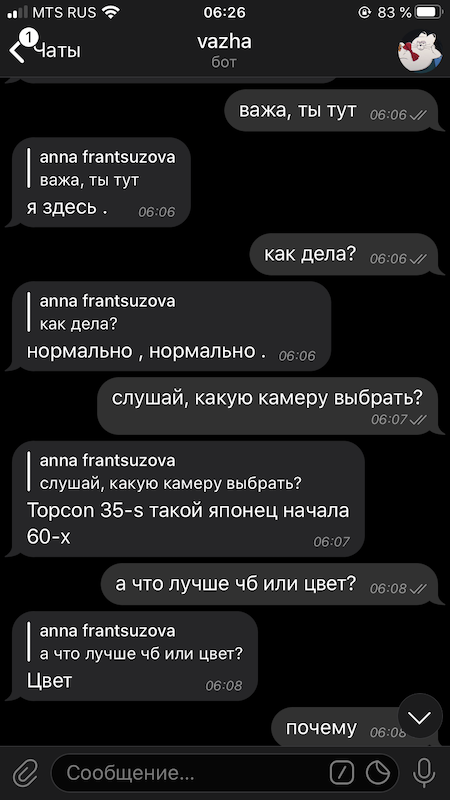 MTS RUS 06:26 83 %
1
Чаты
vazha
бот
важа, ты тут 06:06
anna frantsuzova
важа, ты тут
я здесь . 06:06
как дела? 06:06
anna frantsuzova
как дела?
нормально , нормально . 06:06
слушай, какую камеру выбрать?
06:07
anna frantsuzova
слушай, какую камеру выбрать?
Topcon 35-s такой японец начала
60-х 06:07
а что лучше чб или цвет? 06:08
anna frantsuzova
а что лучше чб или цвет?
Цвет 06:08
почему 06:08
Сообщение...